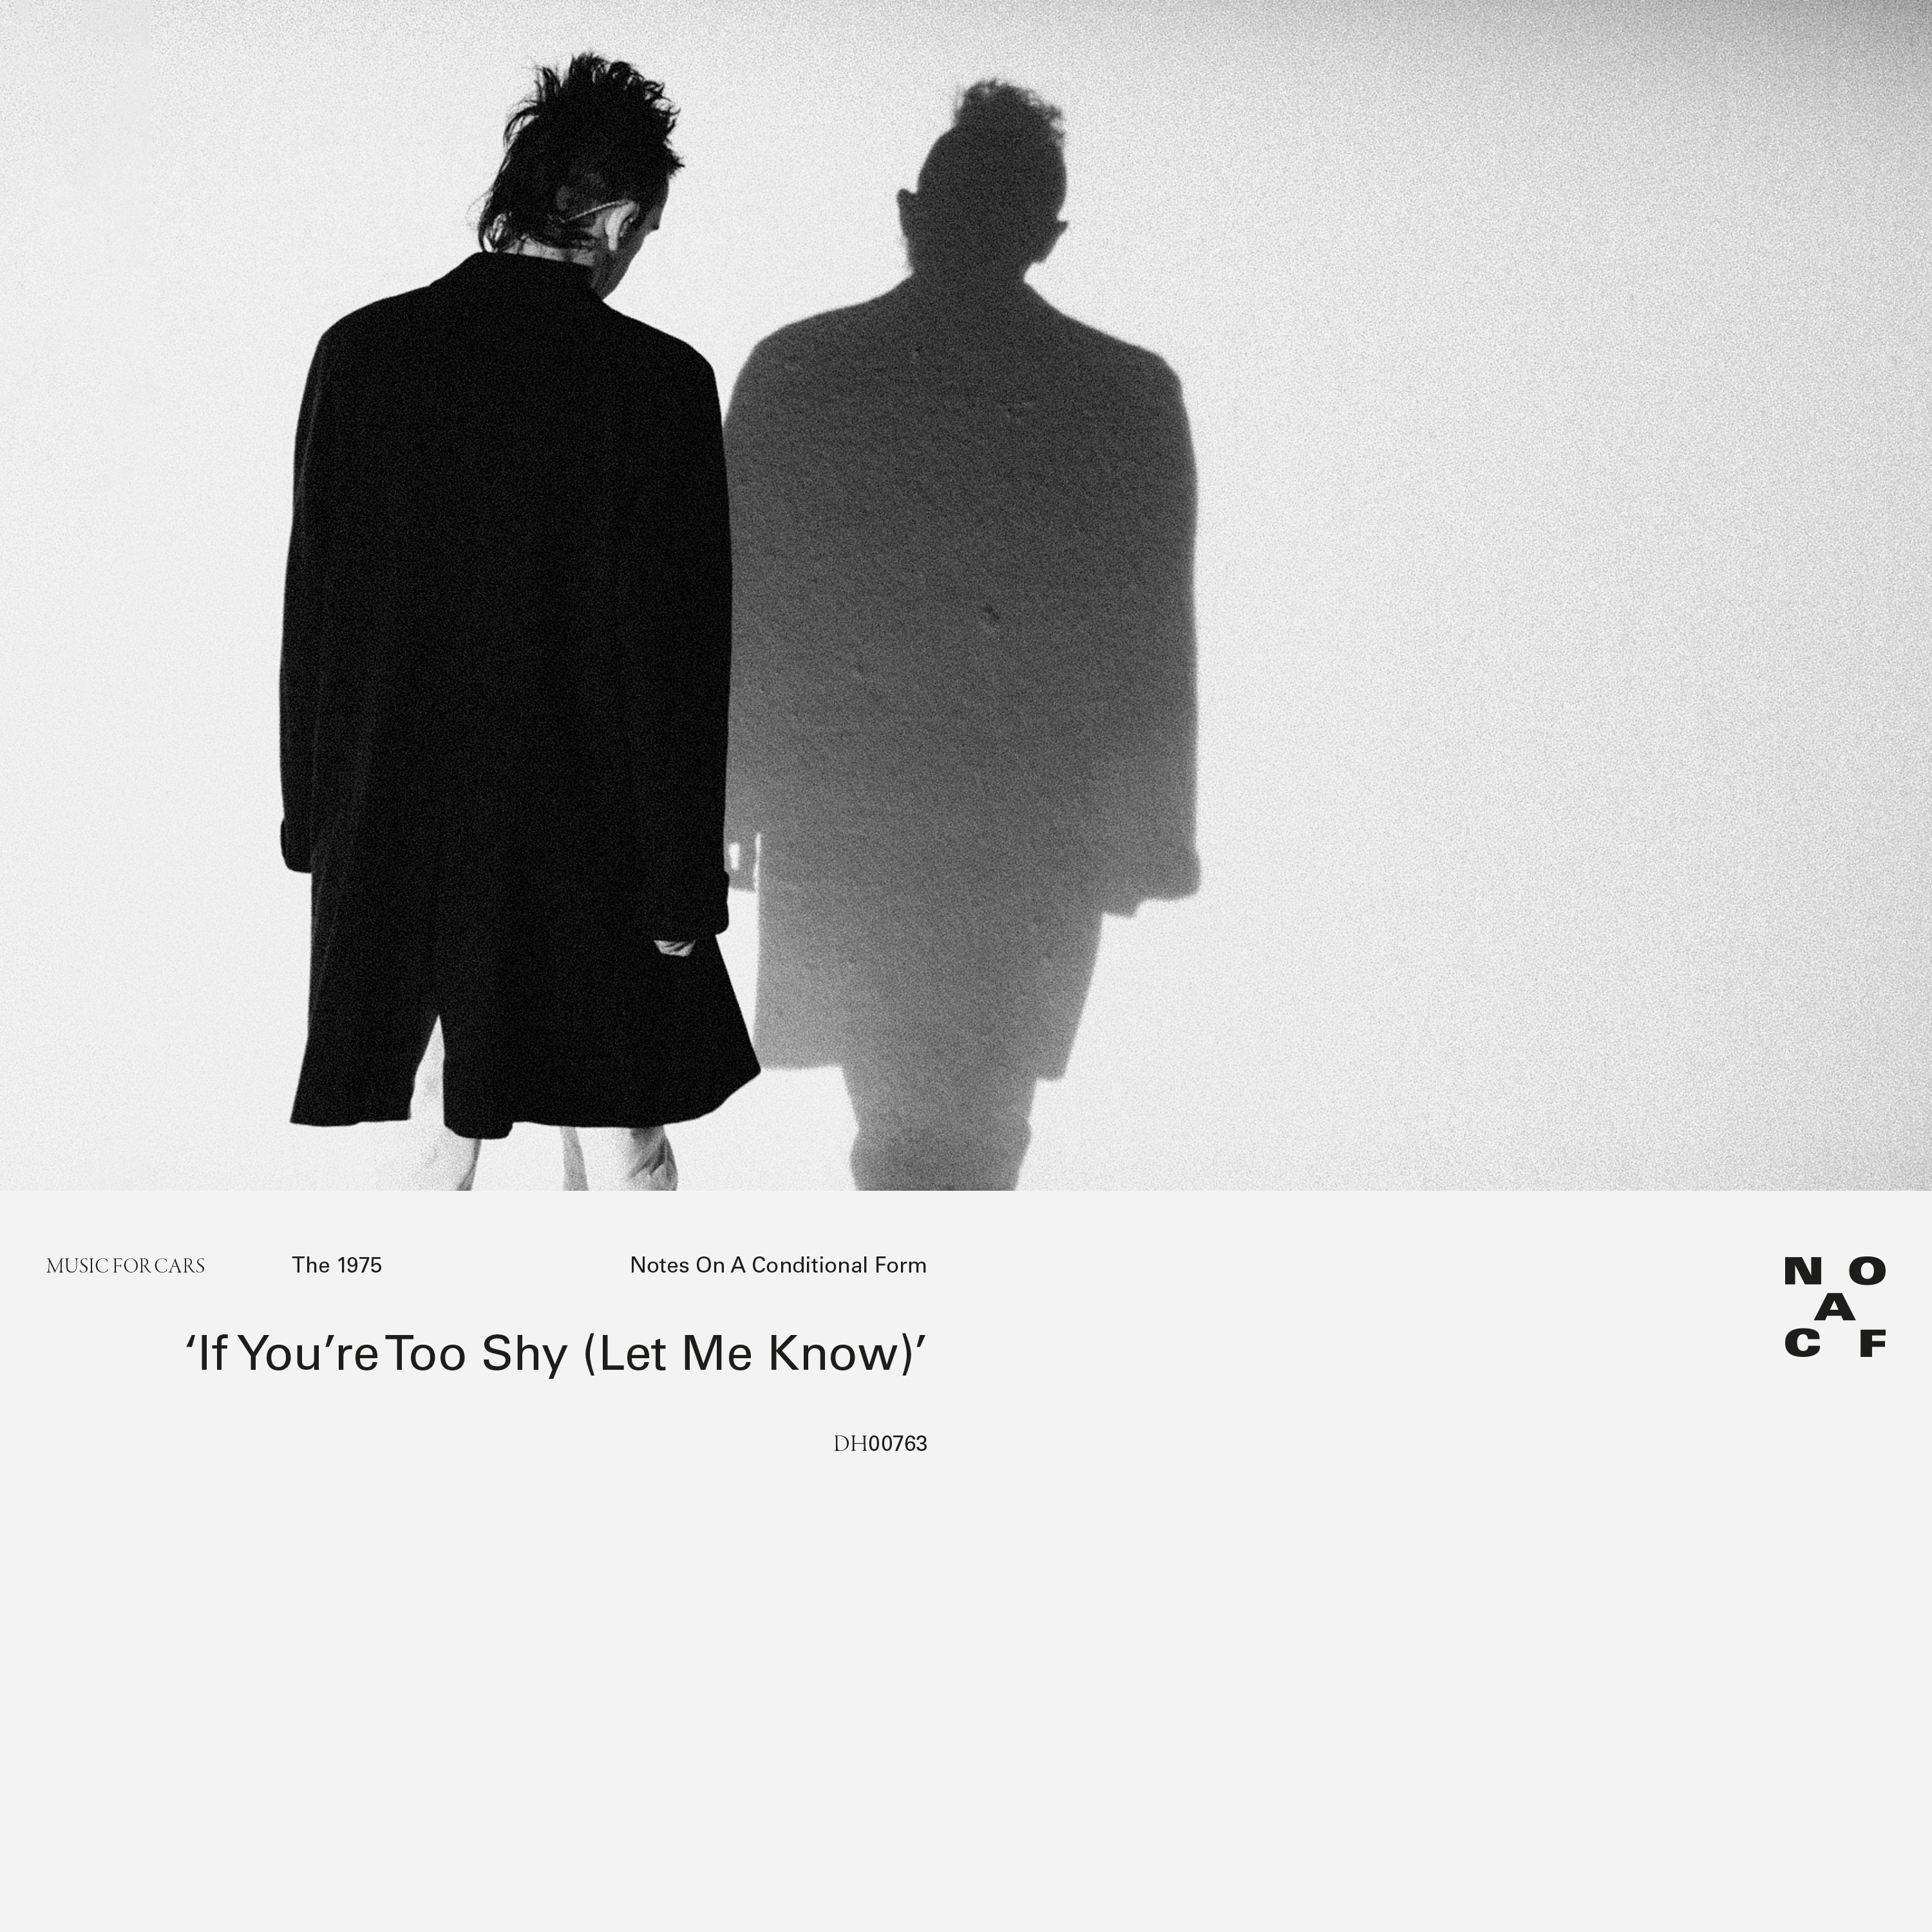 MUSIC FOR CARS The 1975 Notes On A Conditional Form
‘If You’re Too Shy (Let Me Know)’
DH00763
N O
A
C F